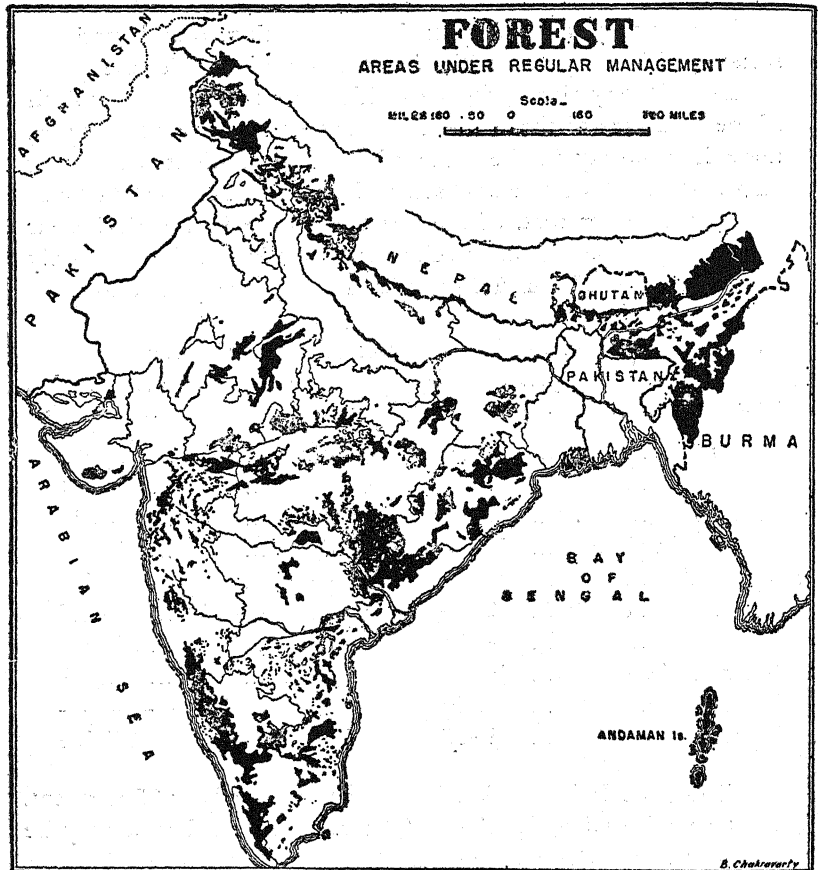 FOREST
AREAS UNDER REGULAR MANAGEMENT
Scale
MILES 160 80 0 160 320 MILES
AFGHANISTAN
PAKISTAN
NEPAL
BHUTAN
PAKISTAN
BURMA
ARABIAN SEA
BAY
OF
BENGAL
ANDAMAN Is.
B. Chakravarty